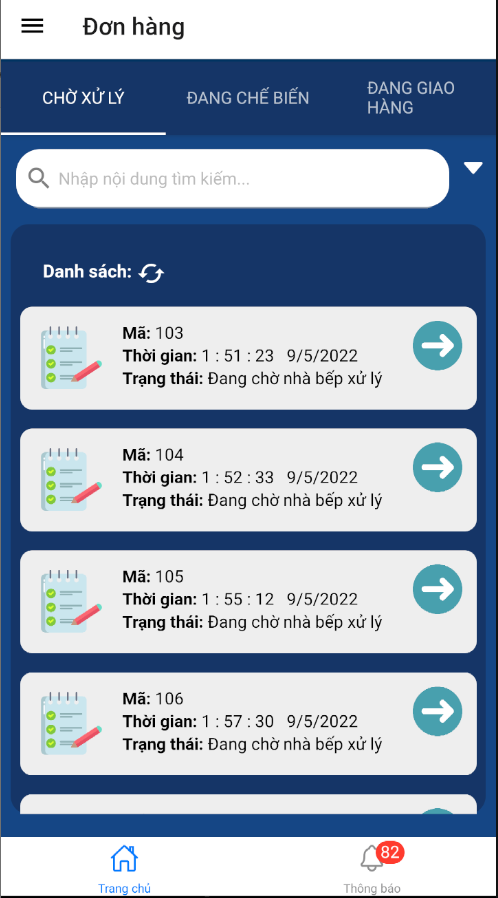 Đơn hàng
CHỜ XỬ LÝ
ĐANG CHẾ BIẾN
ĐANG GIAO
HÀNG
Nhập nội dung tìm kiếm...
Danh sách:
Mã: 103
Thời gian: 1 : 51 : 23 9/5/2022
Trạng thái: Đang chờ nhà bếp xử lý
Mã: 104
Thời gian: 1 : 52 : 33 9/5/2022
Trạng thái: Đang chờ nhà bếp xử lý
Mã: 105
Thời gian: 1 : 55 : 12 9/5/2022
Trạng thái: Đang chờ nhà bếp xử lý
Mã: 106
Thời gian: 1 : 57 : 30 9/5/2022
Trạng thái: Đang chờ nhà bếp xử lý
82
Trang chủ
Thông báo